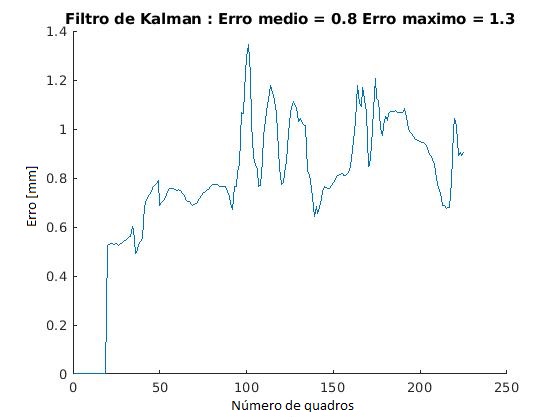 Filtro de Kalman : Erro medio = 0.8 Erro maximo = 1.3
1.4
1.2
1
0.8
0.6
0.4
0.2
0
Erro [mm]
0 50 100 150 200 250
Número de quadros